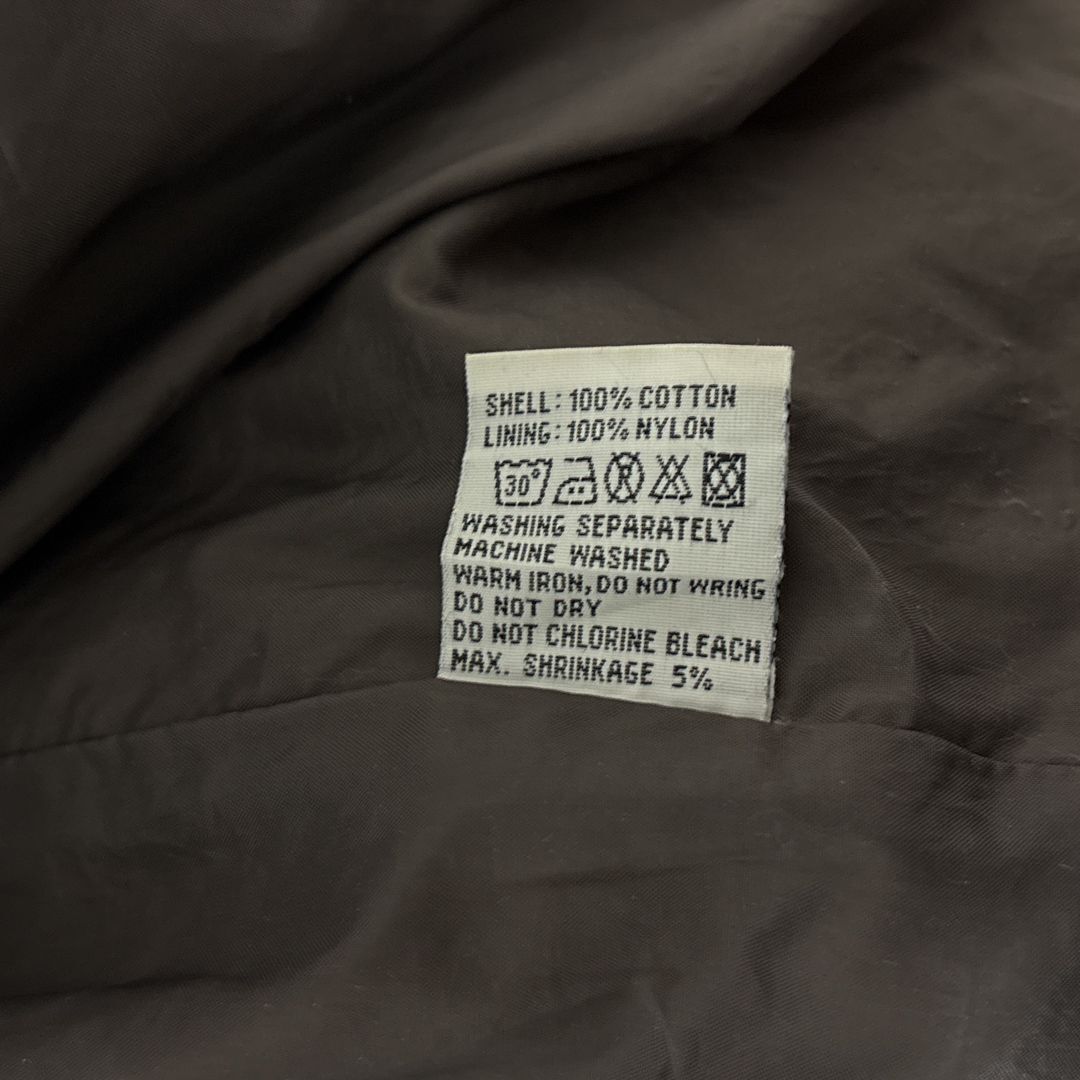 SHELL: 100% COTTON
LINING: 100% NYLON
30° P
WASHING SEPARATELY
MACHINE WASHED
WARM IRON, DO NOT WRING
DO NOT DRY
DO NOT CHLORINE BLEACH
MAX. SHRINKAGE 5%